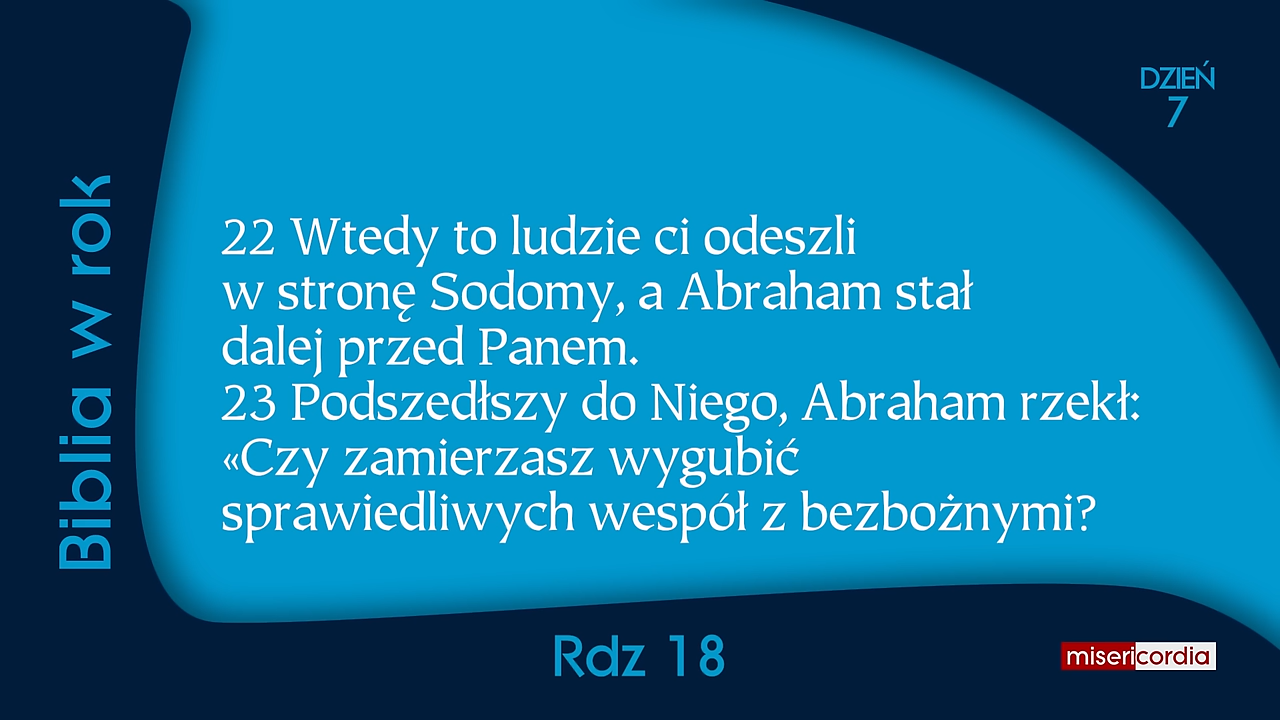 DZIEŃ
7
Biblia w rok
22 Wtedy to ludzie ci odeszli
w stronę Sodomy, a Abraham stał
dalej przed Panem.
23 Podszedłszy do Niego, Abraham rzekł:
«Czy zamierzasz wygubić
sprawiedliwych wespół z bezbożnymi?
Rdz 18
misericordia